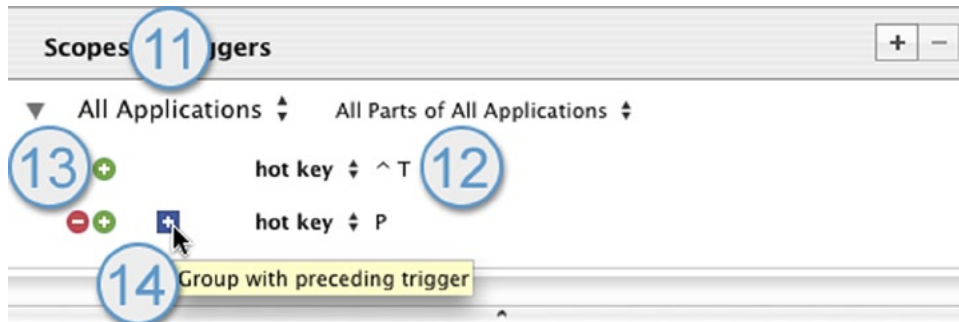 Scopes 11 ggers + −
All Applications All Parts of All Applications
13 hot key ^ T 12
hot key P
14 Group with preceding trigger